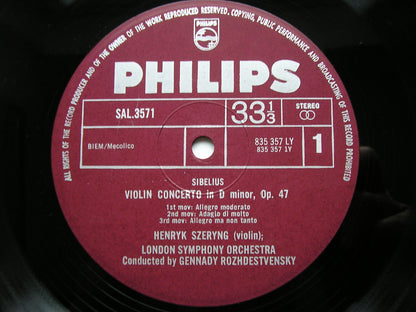 ALL RIGHTS OF THE RECORD PRODUCER AND OF THE OWNER OF THE WORK REPRODUCED RESERVED. COPYING, PUBLIC PERFORMANCE AND BROADCASTING OF THIS RECORD PROHIBITED
PHILIPS
PHILIPS
SAL.3571
33 1/3
STEREO
BIEM/Mecolico
835 357 LY
835 357 1Y
1
SIBELIUS
VIOLIN CONCERTO in D minor, Op. 47
1st mov: Allegro moderato
2nd mov: Adagio di molto
3rd mov: Allegro ma non tanto
HENRYK SZERYNG (violin);
LONDON SYMPHONY ORCHESTRA
Conducted by GENNADY ROZHDESTVENSKY